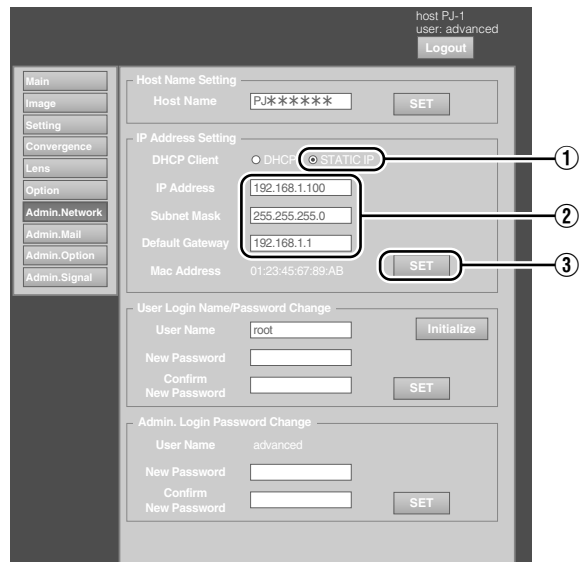 host PJ-1
user: advanced
Logout
Main
Image
Setting
Convergence
Lens
Option
Admin.Network
Admin.Mail
Admin.Option
Admin.Signal
Host Name Setting
Host Name PJ✱✱✱✱✱✱ SET
IP Address Setting
DHCP Client DHCP STATIC IP ①
IP Address 192.168.1.100
Subnet Mask 255.255.255.0 ②
Default Gateway 192.168.1.1
Mac Address 01:23:45:67:89:AB SET ③
User Login Name/Password Change
User Name root Initialize
New Password
Confirm
New Password SET
Admin. Login Password Change
User Name advanced
New Password
Confirm
New Password SET